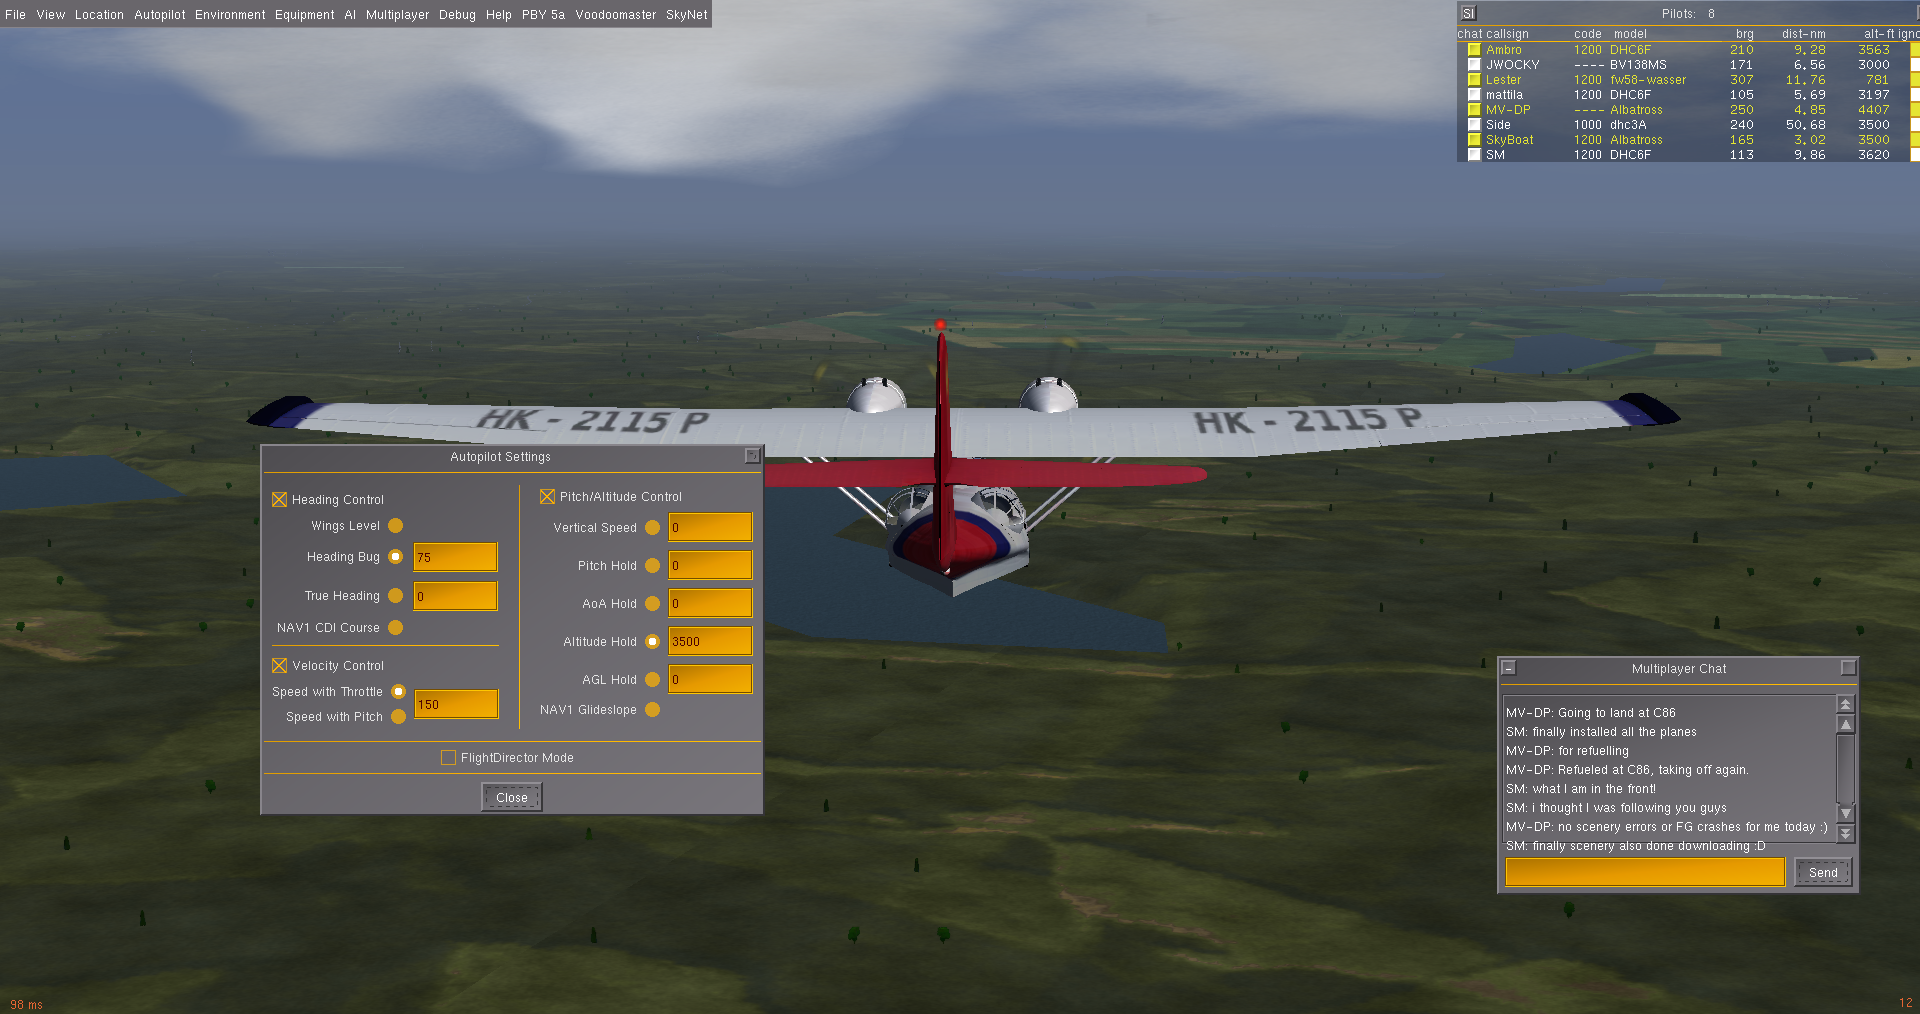 File View Location Autopilot Environment Equipment AI Multiplayer Debug Help PBY 5a Voodoomaster SkyNet
SI Pilots: 8
chat callsign code model brg dist-nm alt-ft igno
Ambro 1200 DHC6F 210 9.28 3563
JWOCKY ---- BV138MS 171 6.56 3000
Lester 1200 fw58-wasser 307 11.76 781
mattila 1200 DHC6F 105 5.69 3197
MV-DP ---- Albatross 250 4.85 4407
Side 1000 dhc3A 240 50.68 3500
SkyBoat 1200 Albatross 165 3.02 3500
SM 1200 DHC6F 113 9.86 3620
HK - 2115 P
HK - 2115 P
Autopilot Settings
Heading Control
Wings Level
Heading Bug 75
True Heading 0
NAV1 CDI Course
Velocity Control
Speed with Throttle
150
Speed with Pitch
Pitch/Altitude Control
Vertical Speed 0
Pitch Hold 0
AoA Hold 0
Altitude Hold 3500
AGL Hold 0
NAV1 Glideslope
FlightDirector Mode
Close
Multiplayer Chat
MV-DP: Going to land at C86
SM: finally installed all the planes
MV-DP: for refuelling
MV-DP: Refueled at C86, taking off again.
SM: what I am in the front!
SM: i thought I was following you guys
MV-DP: no scenery errors or FG crashes for me today :)
SM: finally scenery also done downloading :D
Send
98 ms
12